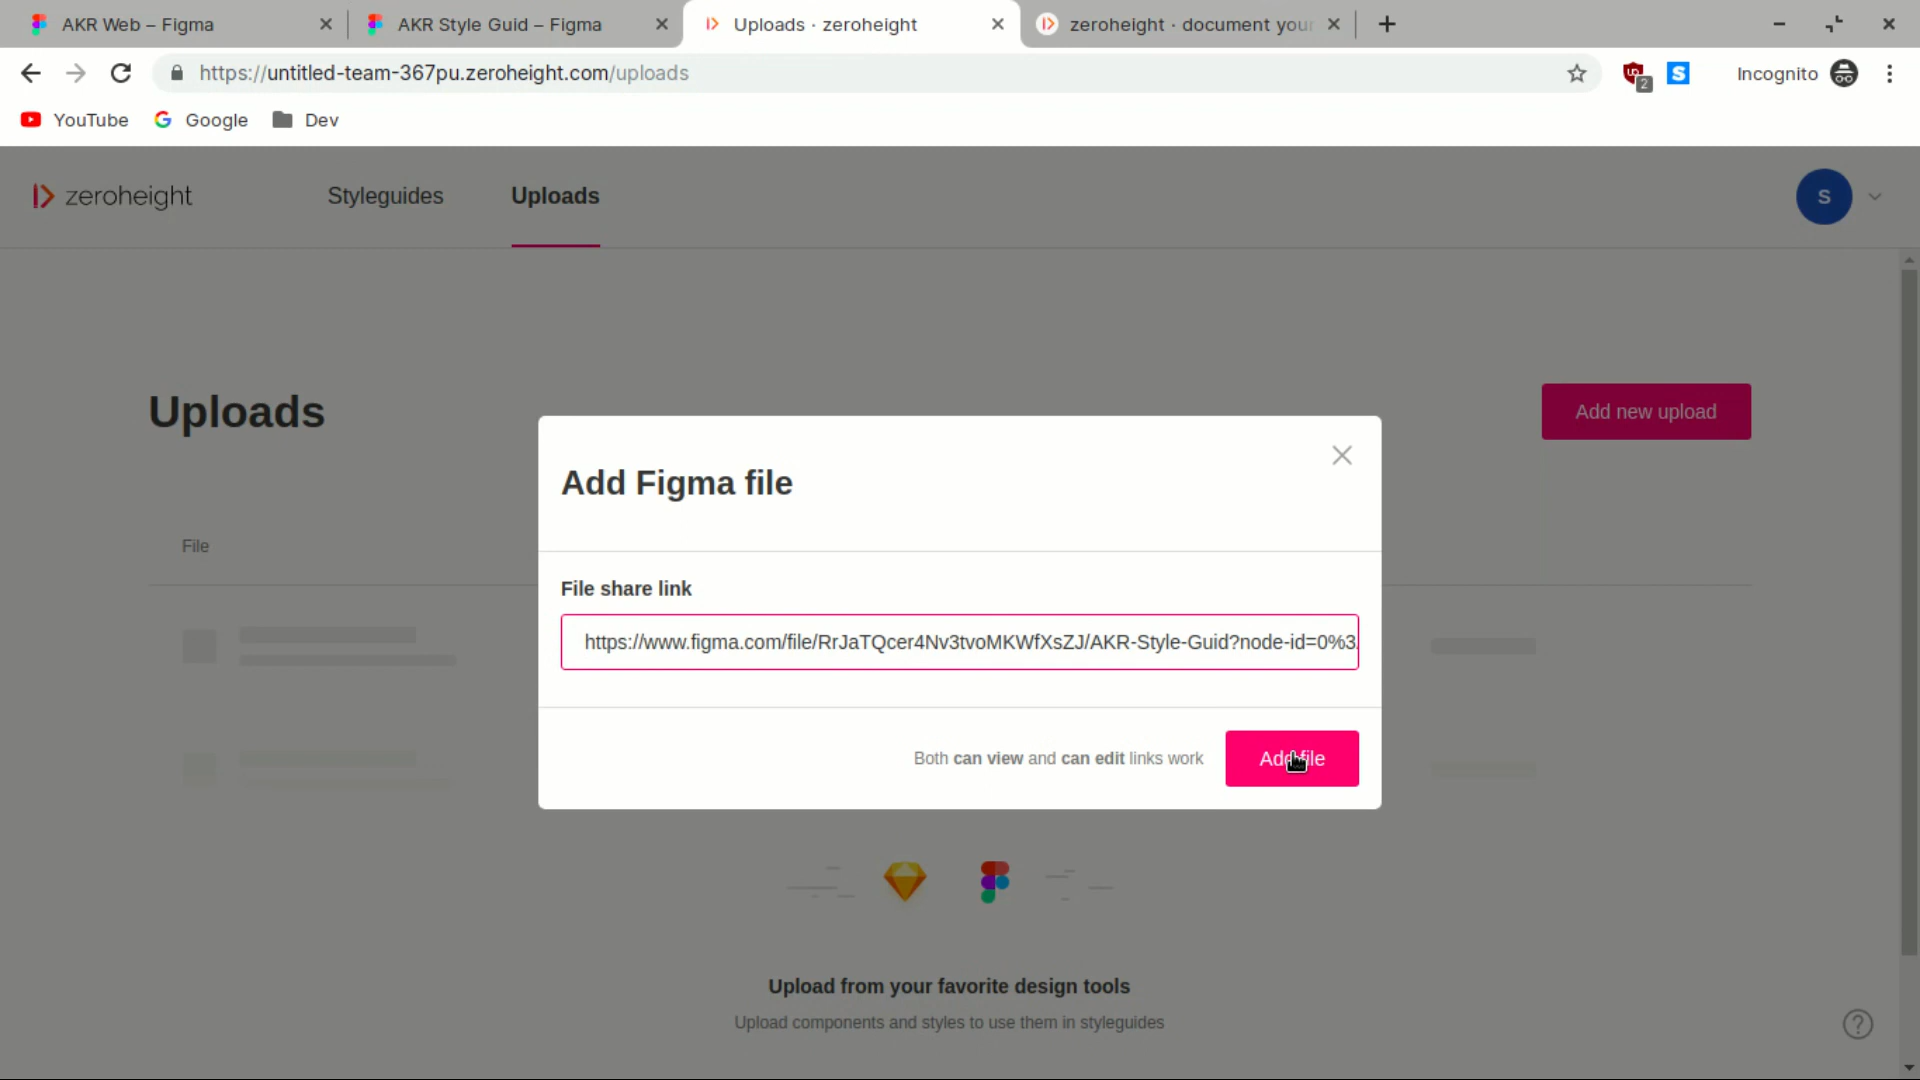 AKR Web – Figma
AKR Style Guid – Figma
Uploads · zeroheight
zeroheight · document your
https://untitled-team-367pu.zeroheight.com/uploads
2
Incognito
YouTube
Google
Dev
zeroheight
Styleguides
Uploads
S
Uploads
Add new upload
Add Figma file
File
File share link
https://www.figma.com/file/RrJaTQcer4Nv3tvoMKWfXsZJ/AKR-Style-Guid?node-id=0%3
Both can view and can edit links work
Add file
Upload from your favorite design tools
Upload components and styles to use them in styleguides